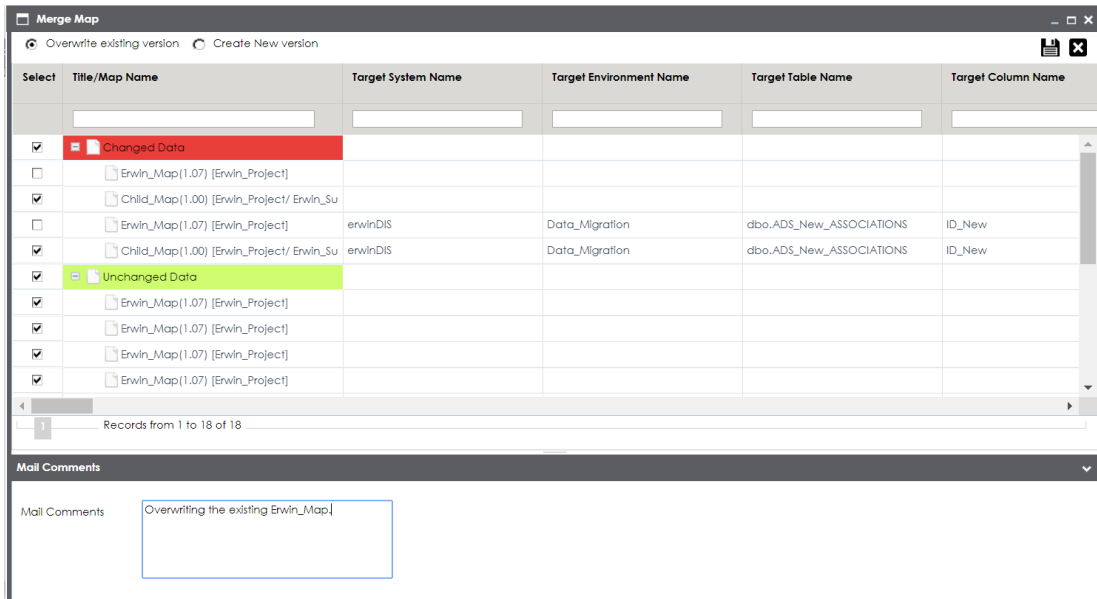 Merge Map
Overwrite existing version Create New version
Select Title/Map Name Target System Name Target Environment Name Target Table Name Target Column Name
Changed Data
Erwin_Map(1.07) [Erwin_Project]
Child_Map(1.00) [Erwin_Project/ Erwin_Su
Erwin_Map(1.07) [Erwin_Project] erwinDIS Data_Migration dbo.ADS_New_ASSOCIATIONS ID_New
Child_Map(1.00) [Erwin_Project/ Erwin_Su erwinDIS Data_Migration dbo.ADS_New_ASSOCIATIONS ID_New
Unchanged Data
Erwin_Map(1.07) [Erwin_Project]
Erwin_Map(1.07) [Erwin_Project]
Erwin_Map(1.07) [Erwin_Project]
Erwin_Map(1.07) [Erwin_Project]
1 Records from 1 to 18 of 18
Mail Comments
Mail Comments Overwriting the existing Erwin_Map.